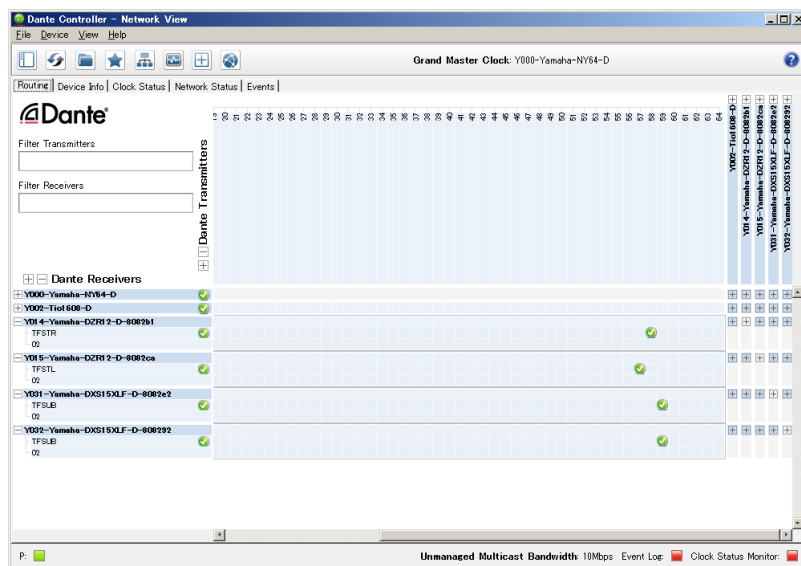 Dante Controller - Network View
File Device View Help
Grand Master Clock: Y000-Yamaha-NY64-D
Routing Device Info Clock Status Network Status Events
Dante
Filter Transmitters
Filter Receivers
Dante Transmitters
20 21 22 23 24 25 26 27 28 29 30 31 32 33 34 35 36 37 38 39 40 41 42 43 44 45 46 47 48 49 50 51 52 53 54 55 56 57 58 59 60 61 62 63 64
Y002-Tio1608-D
Y014-Yamaha-DZR12-D-8082b1
Y015-Yamaha-DZR12-D-8082ca
Y031-Yamaha-DXS15XLF-D-8082e2
Y032-Yamaha-DXS15XLF-D-808292
Dante Receivers
Y000-Yamaha-NY64-D
Y002-Tio1608-D
Y014-Yamaha-DZR12-D-8082b1
TFSTR
02
Y015-Yamaha-DZR12-D-8082ca
TFSTL
02
Y031-Yamaha-DXS15XLF-D-8082e2
TFSUB
02
Y032-Yamaha-DXS15XLF-D-808292
TFSUB
02
P: Unmanaged Multicast Bandwidth: 10Mbps Event Log: Clock Status Monitor: